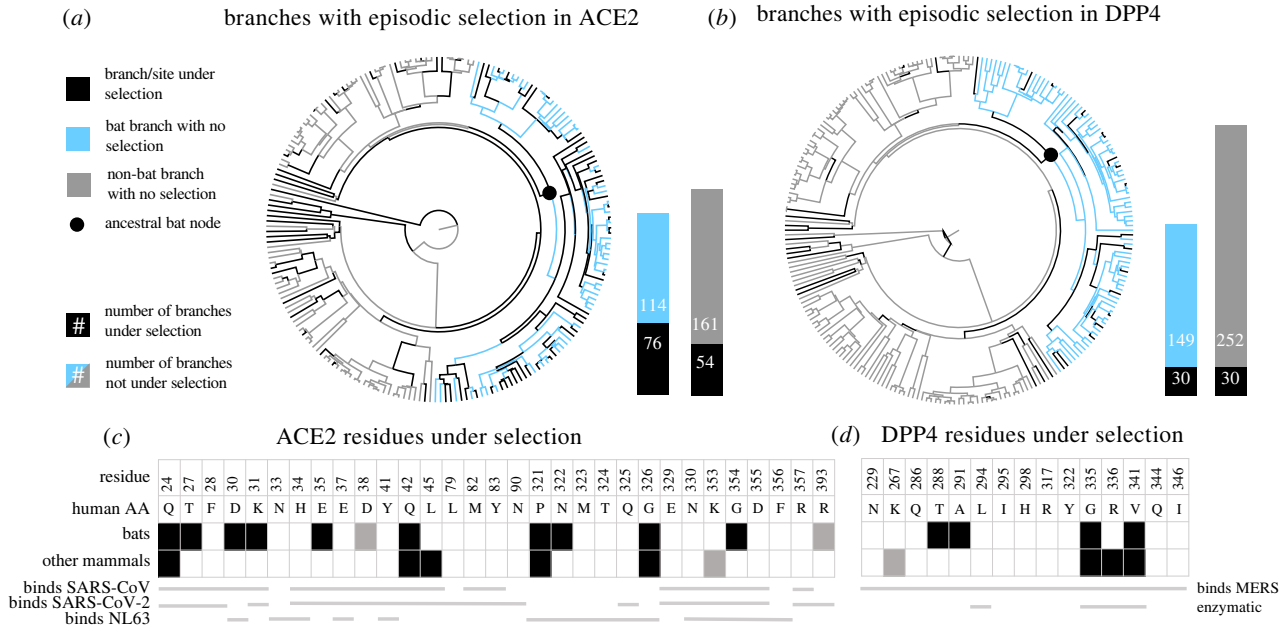 (a) branches with episodic selection in ACE2
(b) branches with episodic selection in DPP4
branch/site under
selection
bat branch with no
selection
non-bat branch
with no selection
ancestral bat node
# number of branches
under selection
# number of branches
not under selection
114
76
161
54
149
30
252
30
(c) ACE2 residues under selection
residue 24 27 28 30 31 33 34 35 37 38 41 42 45 79 82 83 90 321 322 323 324 325 326 329 330 353 354 355 356 357 393
human AA Q T F D K N H E E D Y Q L L M Y N P N M T Q G E N K G D F R R
bats
other mammals
binds SARS-CoV
binds SARS-CoV-2
binds NL63
(d) DPP4 residues under selection
229 267 286 288 291 294 295 298 317 322 335 336 341 344 346
N K Q T A L I H R Y G R V Q I
binds MERS
enzymatic